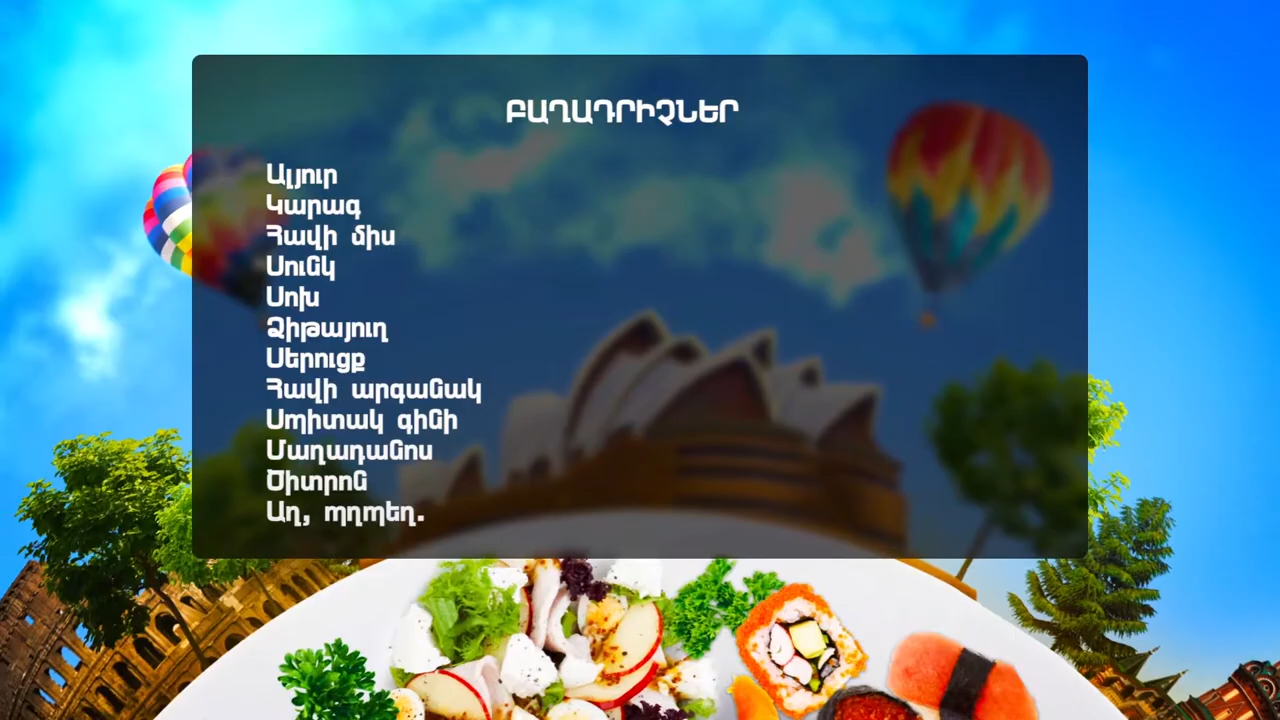 ԲԱՂԱԴՐԻՉՆԵՐ
Ալյուր
Կարագ
Հավի միս
Սունկ
Սոխ
Ձիթայուղ
Սերուցք
Հավի արգանակ
Սպիտակ գինի
Մաղադանոս
Ծիտրոն
Աղ, պղպեղ.